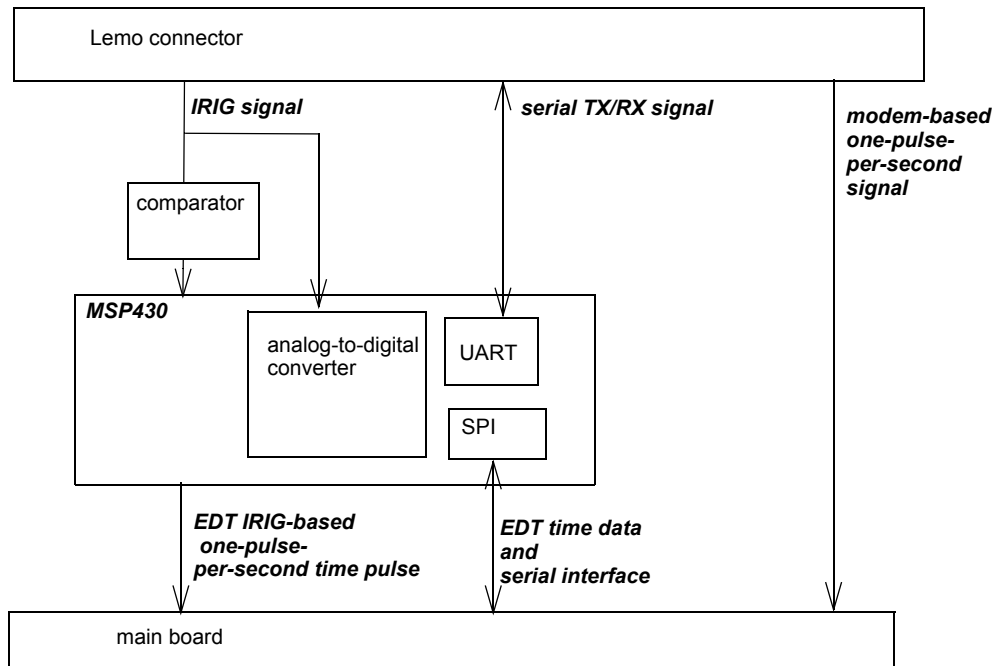 Lemo connector
IRIG signal
serial TX/RX signal
modem-based
one-pulse-
per-second
signal
comparator
MSP430
analog-to-digital
converter
UART
SPI
EDT IRIG-based
one-pulse-
per-second time pulse
EDT time data
and
serial interface
main board